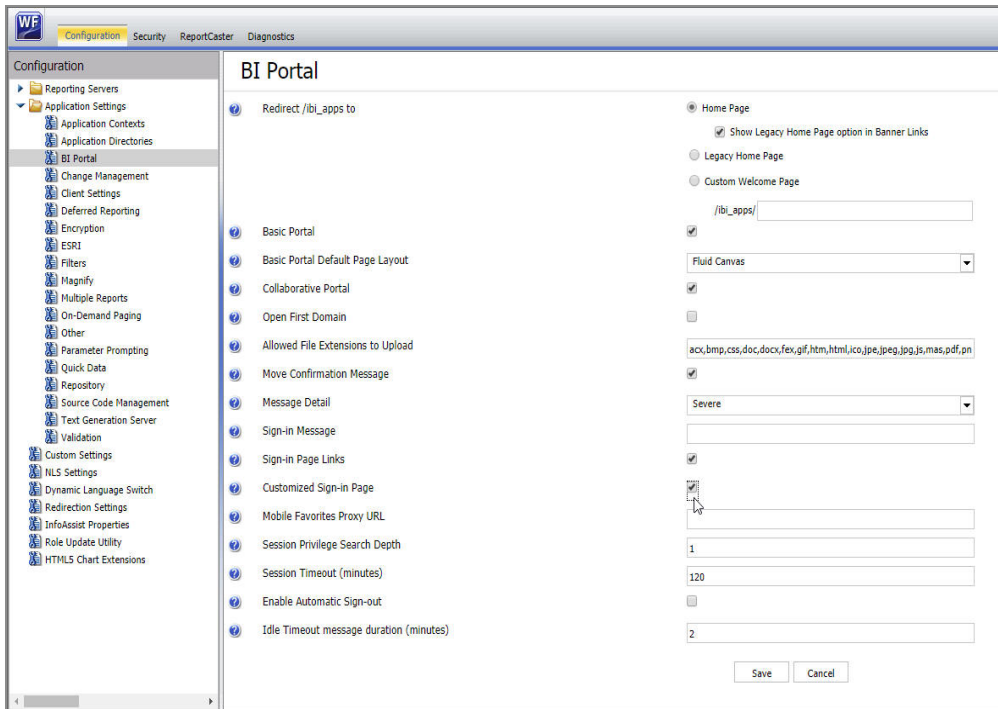 WF
Configuration Security ReportCaster Diagnostics
Configuration
Reporting Servers
Application Settings
Application Contexts
Application Directories
BI Portal
Change Management
Client Settings
Deferred Reporting
Encryption
ESRI
Filters
Magnify
Multiple Reports
On-Demand Paging
Other
Parameter Prompting
Quick Data
Repository
Source Code Management
Text Generation Server
Validation
Custom Settings
NLS Settings
Dynamic Language Switch
Redirection Settings
InfoAssist Properties
Role Update Utility
HTML5 Chart Extensions
BI Portal
Redirect /ibi_apps to Home Page
Show Legacy Home Page option in Banner Links
Legacy Home Page
Custom Welcome Page
/ibi_apps/
Basic Portal
Basic Portal Default Page Layout Fluid Canvas
Collaborative Portal
Open First Domain
Allowed File Extensions to Upload acx,bmp,css,doc,docx,fex,gif,htm,html,ico,jpe,jpeg,jpg,js,mas,pdf,pn
Move Confirmation Message
Message Detail Severe
Sign-in Message
Sign-in Page Links
Customized Sign-in Page
Mobile Favorites Proxy URL
Session Privilege Search Depth 1
Session Timeout (minutes) 120
Enable Automatic Sign-out
Idle Timeout message duration (minutes) 2
Save Cancel